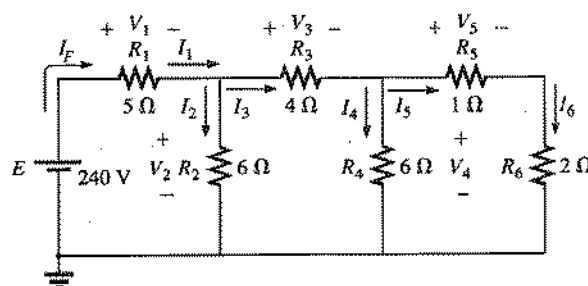 + V₁ − + V₃ − + V₅ −
I_E R₁ I₁ R₃ R₅
5 Ω I₂ I₃ 4 Ω I₄ I₅ 1 Ω I₆
E 240 V + V₂ − R₂ 6 Ω R₄ 6 Ω + V₄ − R₆ 2 Ω